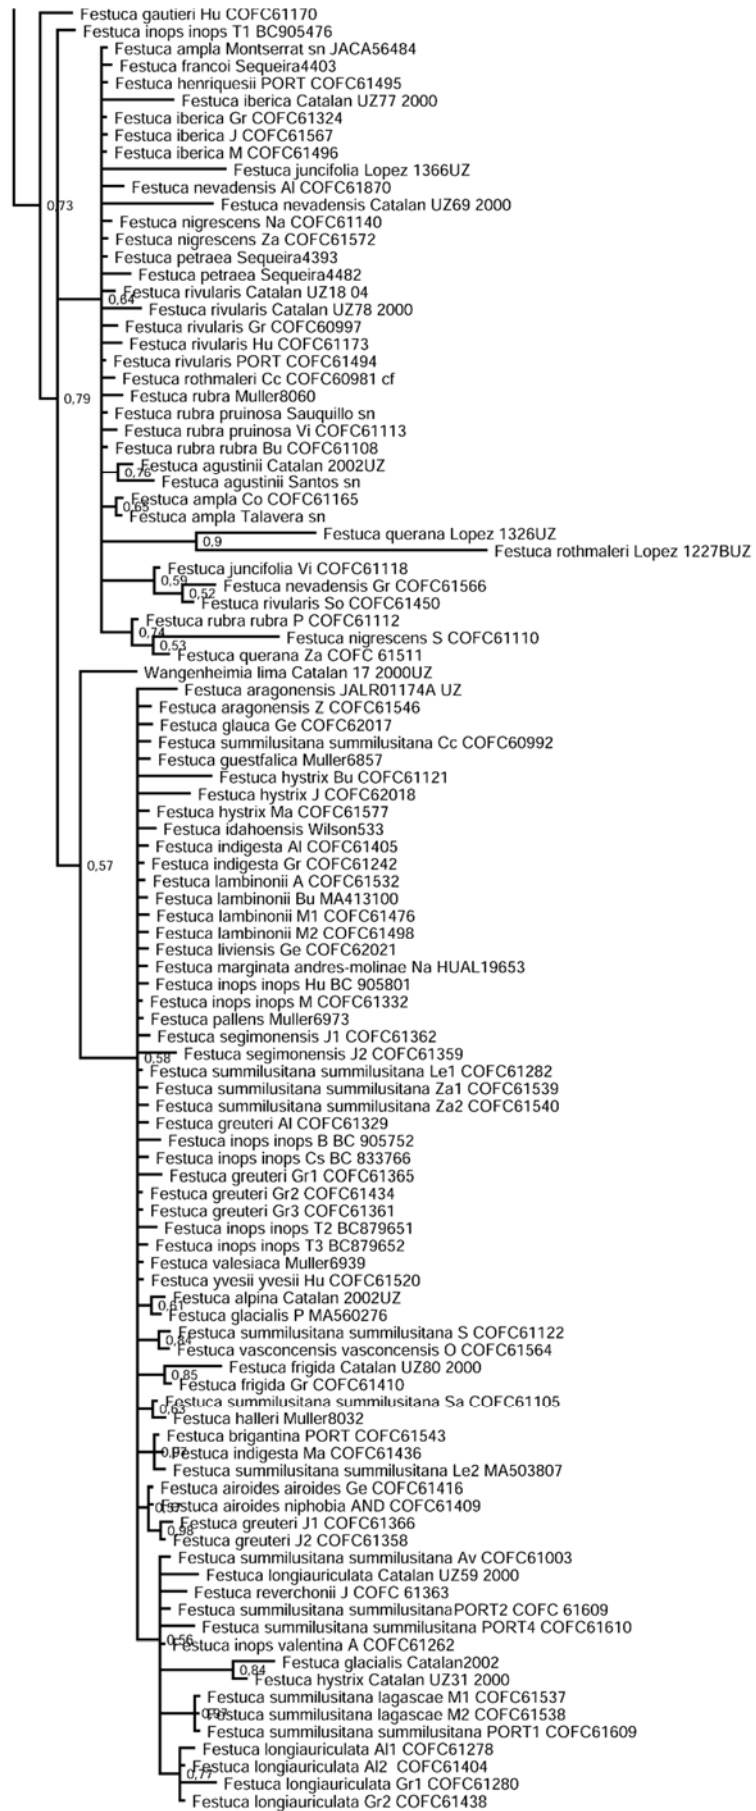 Festuca gautieri Hu COFC61170
Festuca inops inops T1 BC905476
Festuca ampla Montserrat sn JACA56484
Festuca francoi Sequeira4403
Festuca henriquesii PORT COFC61495
Festuca iberica Catalan UZ77 2000
Festuca iberica Gr COFC61324
Festuca iberica J COFC61567
Festuca iberica M COFC61496
Festuca juncifolia Lopez 1366UZ
Festuca nevadensis Al COFC61870
Festuca nevadensis Catalan UZ69 2000
0,73
Festuca nigrescens Na COFC61140
Festuca nigrescens Za COFC61572
Festuca petraea Sequeira4393
Festuca petraea Sequeira4482
Festuca rivularis Catalan UZ18 04
0,64
Festuca rivularis Catalan UZ78 2000
Festuca rivularis Gr COFC60997
Festuca rivularis Hu COFC61173
Festuca rivularis PORT COFC61494
Festuca rothmaleri Cc COFC60981 cf
0,79
Festuca rubra Muller8060
Festuca rubra pruinosa Sauquillo sn
Festuca rubra pruinosa Vi COFC61113
Festuca rubra rubra Bu COFC61108
Festuca agustinii Catalan 2002UZ
0,76
Festuca agustinii Santos sn
Festuca ampla Co COFC61165
0,65
Festuca ampla Talavera sn
Festuca querana Lopez 1326UZ
0,9
Festuca rothmaleri Lopez 1227BUZ
Festuca juncifolia Vi COFC61118
0,59
Festuca nevadensis Gr COFC61566
0,52
Festuca rivularis So COFC61450
Festuca rubra rubra P COFC61112
0,74
Festuca nigrescens S COFC61110
0,53
Festuca querana Za COFC 61511
Wangenheimia lima Catalan 17 2000UZ
Festuca aragonensis JALR01174A UZ
Festuca aragonensis Z COFC61546
Festuca glauca Ge COFC62017
Festuca summilusitana summilusitana Cc COFC60992
Festuca guestfalica Muller6857
Festuca hystrix Bu COFC61121
Festuca hystrix J COFC62018
Festuca hystrix Ma COFC61577
Festuca idahoensis Wilson533
Festuca indigesta Al COFC61405
Festuca indigesta Gr COFC61242
0,57
Festuca lambinonii A COFC61532
Festuca lambinonii Bu MA413100
Festuca lambinonii M1 COFC61476
Festuca lambinonii M2 COFC61498
Festuca liviensis Ge COFC62021
Festuca marginata andres-molinae Na HUAL19653
Festuca inops inops Hu BC 905801
Festuca inops inops M COFC61332
Festuca pallens Muller6973
Festuca segimonensis J1 COFC61362
Festuca segimonensis J2 COFC61359
0,58
Festuca summilusitana summilusitana Le1 COFC61282
Festuca summilusitana summilusitana Za1 COFC61539
Festuca summilusitana summilusitana Za2 COFC61540
Festuca greuteri Al COFC61329
Festuca inops inops B BC 905752
Festuca inops inops Cs BC 833766
Festuca greuteri Gr1 COFC61365
Festuca greuteri Gr2 COFC61434
Festuca greuteri Gr3 COFC61361
Festuca inops inops T2 BC879651
Festuca inops inops T3 BC879652
Festuca valesiaca Muller6939
Festuca yvesii yvesii Hu COFC61520
Festuca alpina Catalan 2002UZ
0,61
Festuca glacialis P MA560276
Festuca summilusitana summilusitana S COFC61122
0,84
Festuca vasconcensis vasconcensis O COFC61564
Festuca frigida Catalan UZ80 2000
0,85
Festuca frigida Gr COFC61410
Festuca summilusitana summilusitana Sa COFC61105
0,63
Festuca halleri Muller8032
Festuca brigantina PORT COFC61543
Festuca indigesta Ma COFC61436
Festuca summilusitana summilusitana Le2 MA503807
Festuca airoides airoides Ge COFC61416
Festuca airoides niphobia AND COFC61409
Festuca greuteri J1 COFC61366
0,98
Festuca greuteri J2 COFC61358
Festuca summilusitana summilusitana Av COFC61003
Festuca longiauriculata Catalan UZ59 2000
Festuca reverchonii J COFC 61363
Festuca summilusitana summilusitanaPORT2 COFC 61609
Festuca summilusitana summilusitana PORT4 COFC61610
0,56
Festuca inops valentina A COFC61262
Festuca glacialis Catalan2002
0,84
Festuca hystrix Catalan UZ31 2000
Festuca summilusitana lagascae M1 COFC61537
Festuca summilusitana lagascae M2 COFC61538
Festuca summilusitana summilusitana PORT1 COFC61609
Festuca longiauriculata Al1 COFC61278
Festuca longiauriculata Al2 COFC61404
0,77
Festuca longiauriculata Gr1 COFC61280
Festuca longiauriculata Gr2 COFC61438